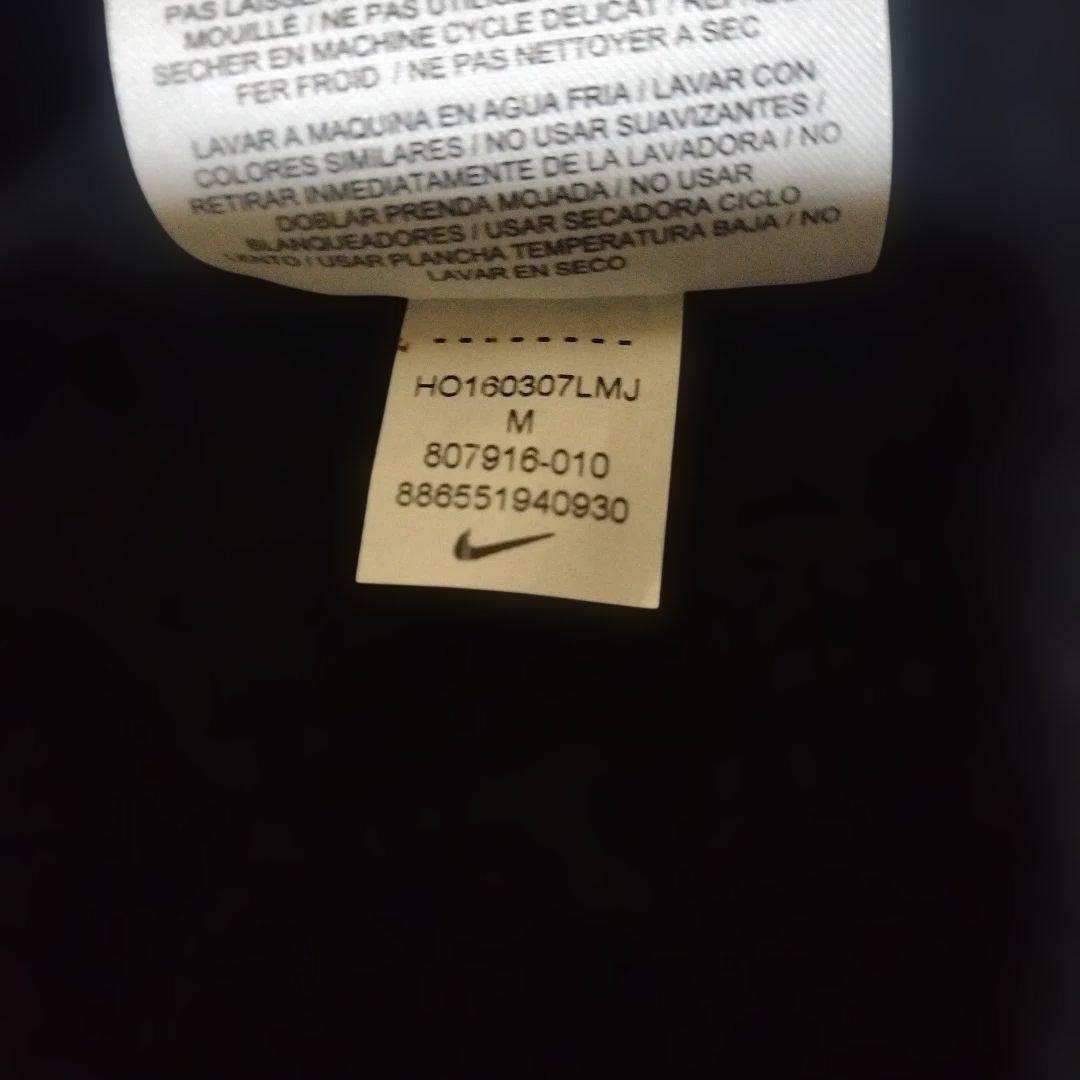 PAS LAISSER
MOUILLÉ / NE PAS
SECHER EN MACHINE CYCLE DELICAT /
FER FROID / NE PAS NETTOYER A SEC
LAVAR A MAQUINA EN AGUA FRIA / LAVAR CON
COLORES SIMILARES / NO USAR SUAVIZANTES /
RETIRAR INMEDIATAMENTE DE LA LAVADORA / NO
DOBLAR PRENDA MOJADA / NO USAR
BLANQUEADORES / USAR SECADORA CICLO
LENTO / USAR PLANCHA TEMPERATURA BAJA / NO
LAVAR EN SECO
HO160307LMJ
M
807916-010
886551940930